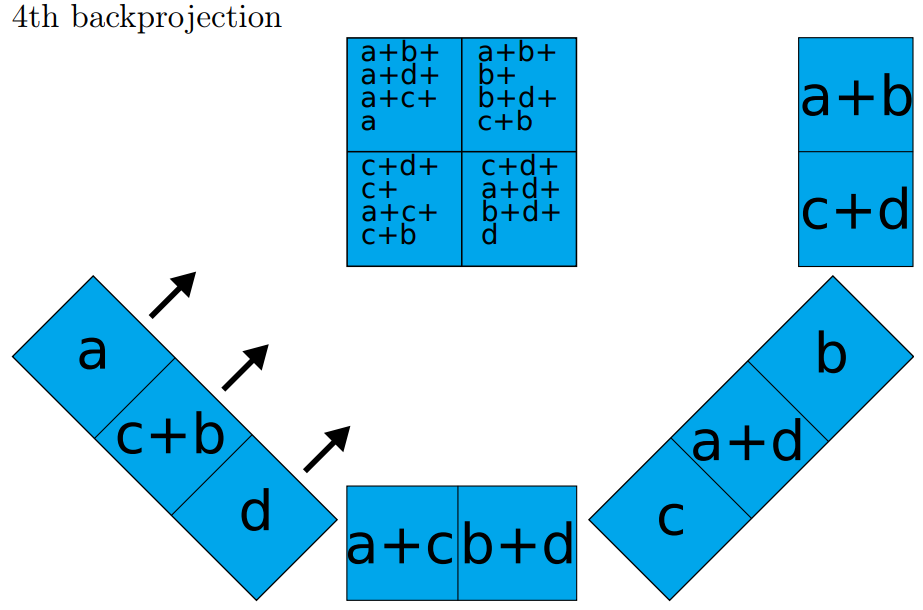 4th backprojection
a+b+
a+d+
a+c+
a
a+b+
b+
b+d+
c+b
c+d+
c+
a+c+
c+b
c+d+
a+d+
b+d+
d
a+b
c+d
a
c+b
d
a+c
b+d
b
a+d
c